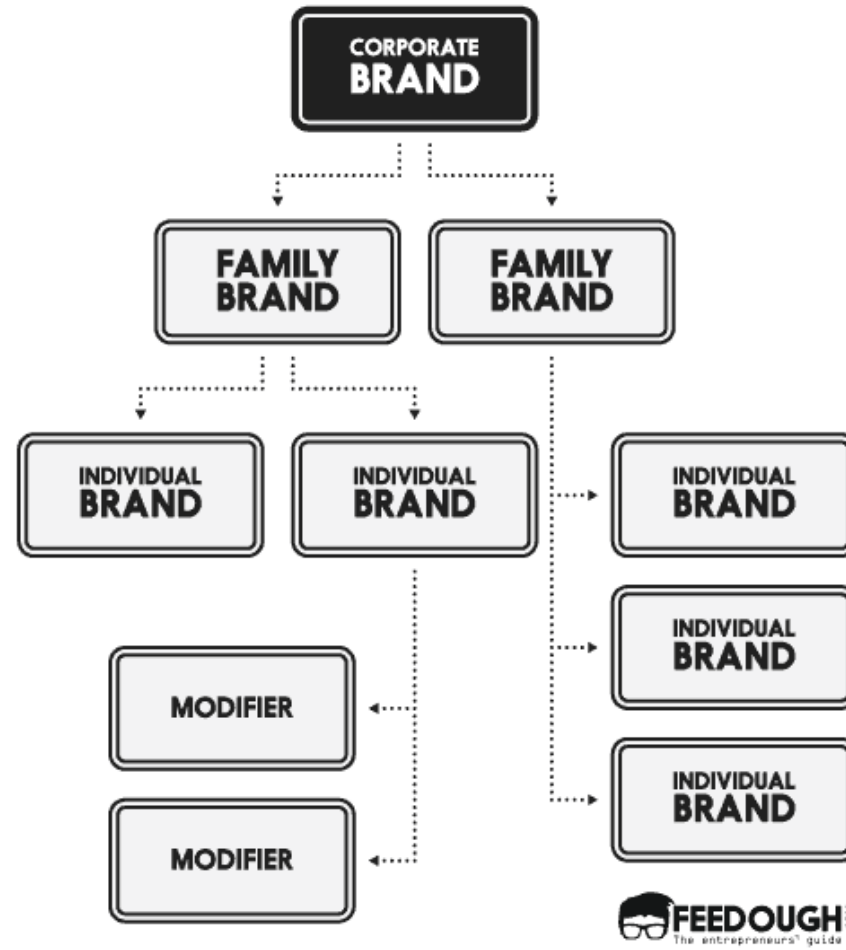 CORPORATE
BRAND
FAMILY
BRAND
FAMILY
BRAND
INDIVIDUAL
BRAND
INDIVIDUAL
BRAND
INDIVIDUAL
BRAND
INDIVIDUAL
BRAND
INDIVIDUAL
BRAND
MODIFIER
MODIFIER
FEEDOUGH
The entrepreneurs' guide